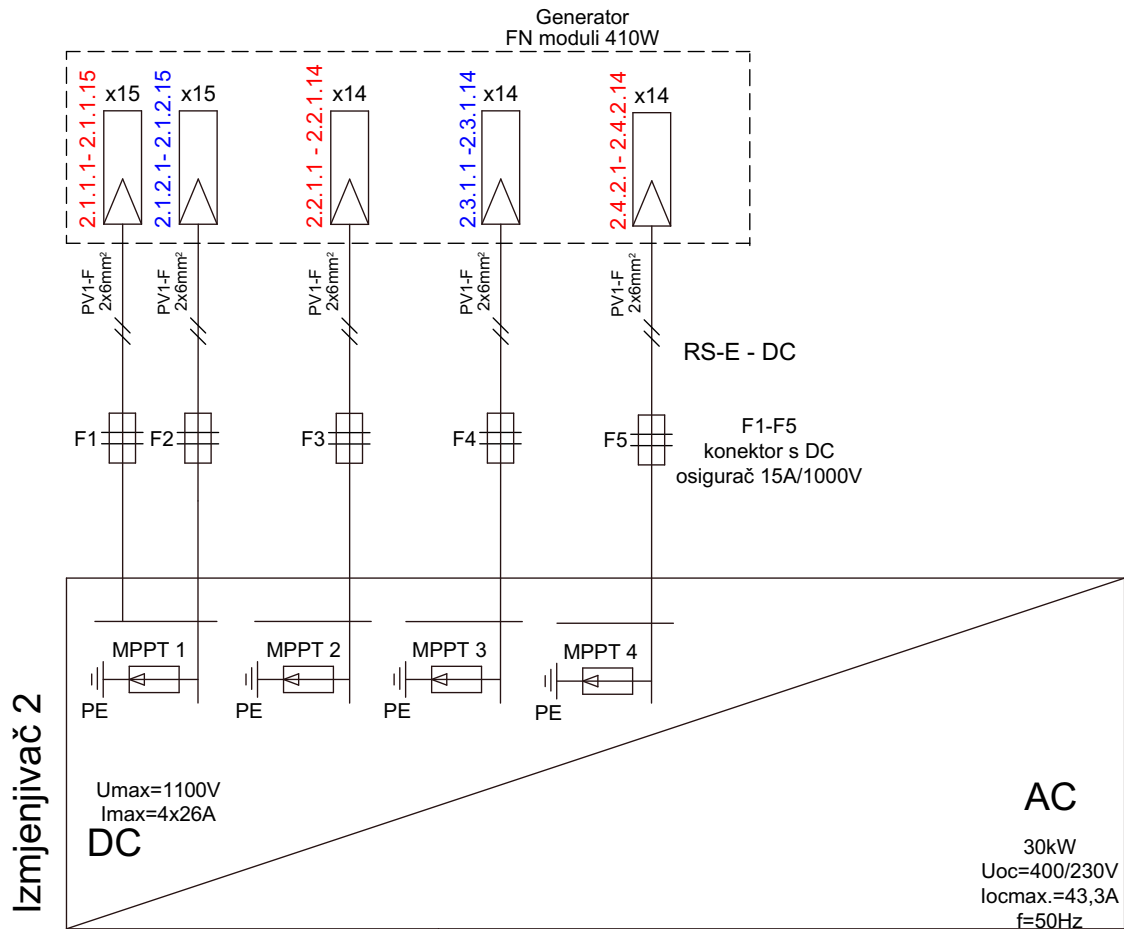 Generator
FN moduli 410W
2.1.1.1- 2.1.1.15
x15
2.1.2.1- 2.1.2.15
x15
2.2.1.1 - 2.2.1.14
x14
2.3.1.1 -2.3.1.14
x14
2.4.2.1- 2.4.2.14
x14
PV1-F
2x6mm²
PV1-F
2x6mm²
PV1-F
2x6mm²
PV1-F
2x6mm²
PV1-F
2x6mm²
RS-E - DC
F1
F2
F3
F4
F5
F1-F5
konektor s DC
osigurač 15A/1000V
MPPT 1
MPPT 2
MPPT 3
MPPT 4
PE
PE
PE
PE
Izmjenjivač 2
Umax=1100V
Imax=4x26A
DC
AC
30kW
Uoc=400/230V
Iocmax.=43,3A
f=50Hz